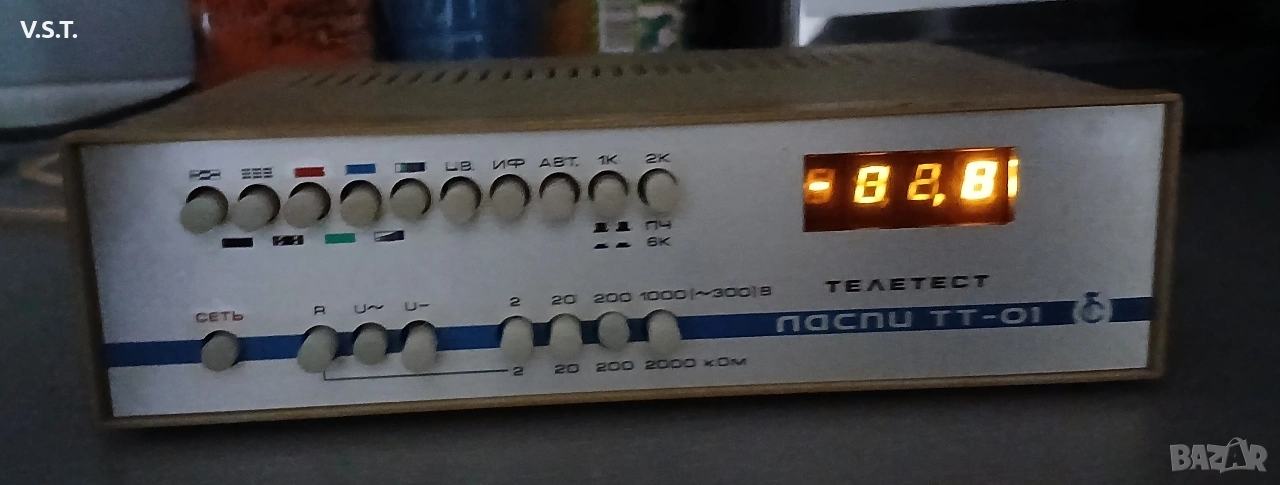 V.S.T.
ЦВ. ИФ АВТ. 1К 2К
ПЧ
6К
-82,8
ТЕЛЕТЕСТ
СЕТЬ R U~ U- 2 20 200 1000(~300)В
ЛАСПИ ТТ-01
2 20 200 2000 кОм
BAZAR